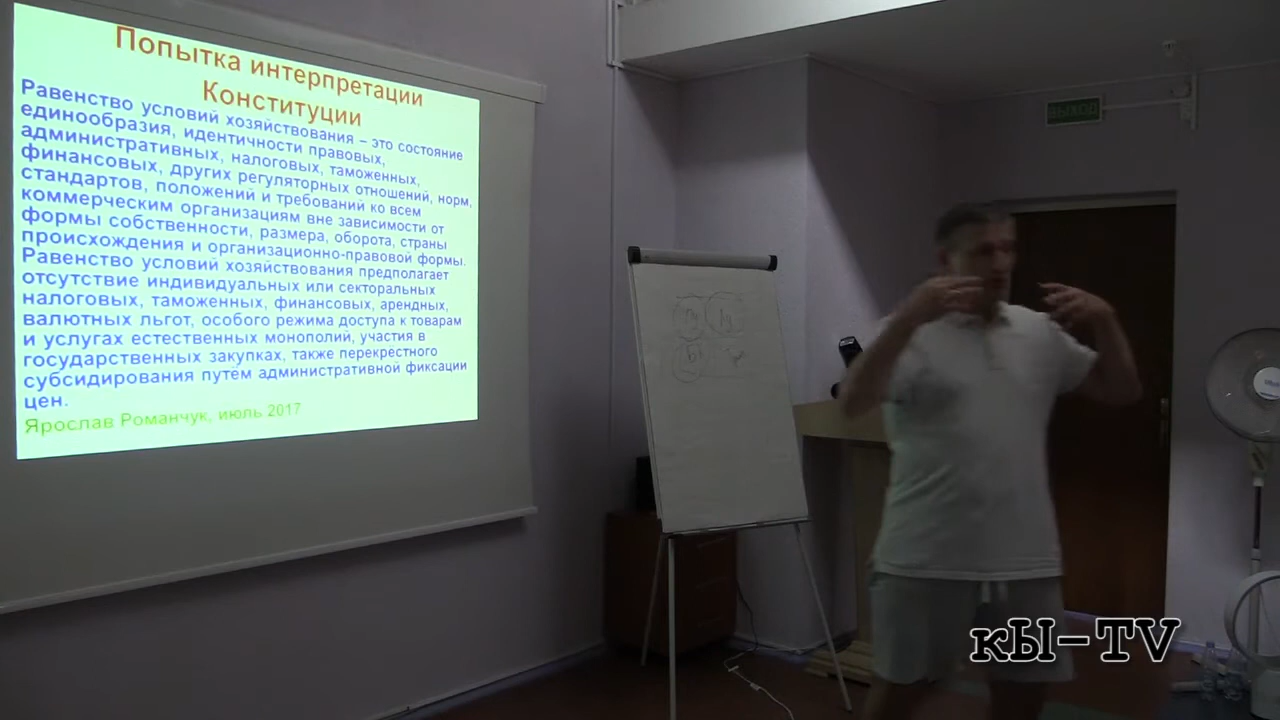 Попытка интерпретации
Конституции
Равенство условий хозяйствования – это состояние
единообразия, идентичности правовых,
административных, налоговых, таможенных,
финансовых, других регуляторных отношений, норм,
стандартов, положений и требований ко всем
коммерческим организациям вне зависимости от
формы собственности, размера, оборота, страны
происхождения и организационно-правовой формы.
Равенство условий хозяйствования предполагает
отсутствие индивидуальных или секторальных
налоговых, таможенных, финансовых, арендных,
валютных льгот, особого режима доступа к товарам
и услугах естественных монополий, участия в
государственных закупках, также перекрестного
субсидирования путём административной фиксации
цен.
Ярослав Романчук, июль 2017
ВЫХОД
кЫ-TV